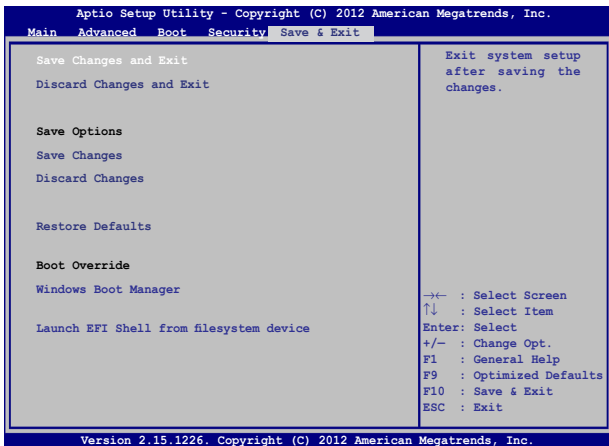 Aptio Setup Utility - Copyright (C) 2012 American Megatrends, Inc.
Main Advanced Boot Security Save & Exit
Save Changes and Exit
Discard Changes and Exit
Save Options
Save Changes
Discard Changes
Restore Defaults
Boot Override
Windows Boot Manager
Launch EFI Shell from filesystem device
Exit system setup
after saving the
changes.
→← : Select Screen
↑↓ : Select Item
Enter: Select
+/— : Change Opt.
F1 : General Help
F9 : Optimized Defaults
F10 : Save & Exit
ESC : Exit
Version 2.15.1226. Copyright (C) 2012 American Megatrends, Inc.